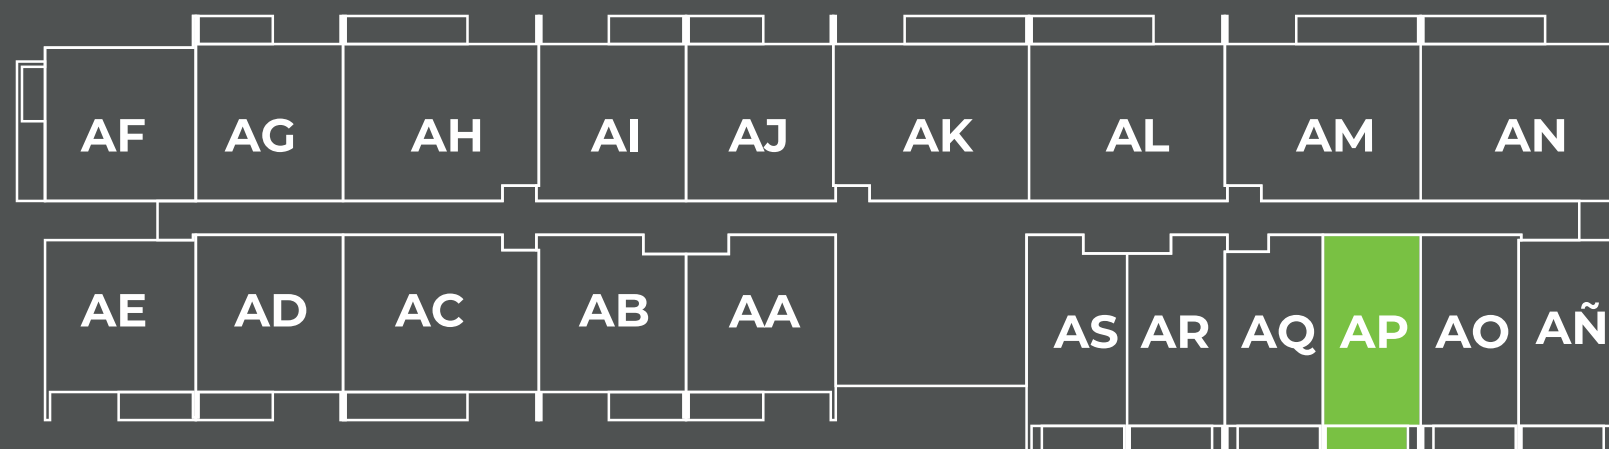 AF AG AH AI AJ AK AL AM AN
AE AD AC AB AA AS AR AQ AP AO AÑ